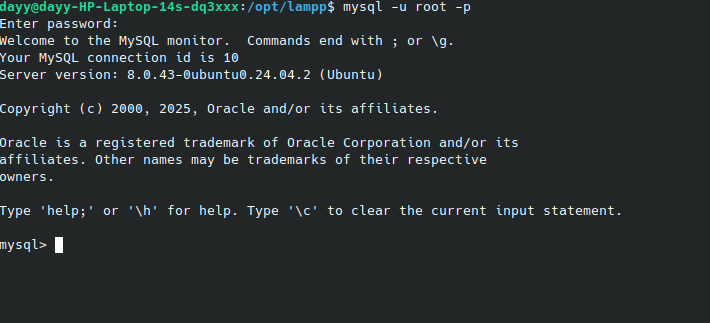 dayy@dayy-HP-Laptop-14s-dq3xxx:/opt/lampp$ mysql -u root -p
Enter password:
Welcome to the MySQL monitor.  Commands end with ; or \g.
Your MySQL connection id is 10
Server version: 8.0.43-0ubuntu0.24.04.2 (Ubuntu)
Copyright (c) 2000, 2025, Oracle and/or its affiliates.
Oracle is a registered trademark of Oracle Corporation and/or its
affiliates. Other names may be trademarks of their respective
owners.
Type 'help;' or '\h' for help. Type '\c' to clear the current input statement.
mysql>